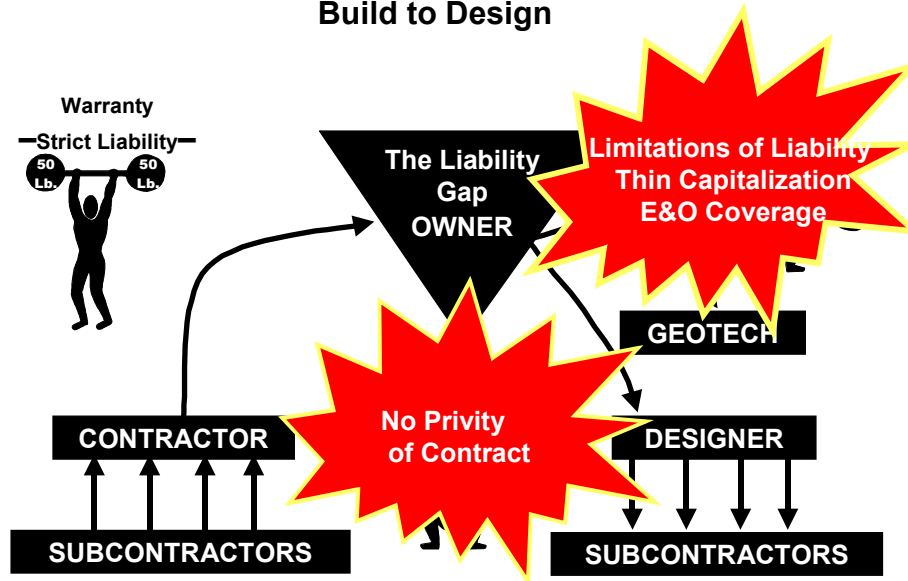 Build to Design
Warranty
Strict Liability
50
Lb.
50
Lb.
The Liability
Gap
OWNER
Limitations of Liability
Thin Capitalization
E&O Coverage
GEOTECH
No Privity
of Contract
CONTRACTOR
DESIGNER
SUBCONTRACTORS
SUBCONTRACTORS